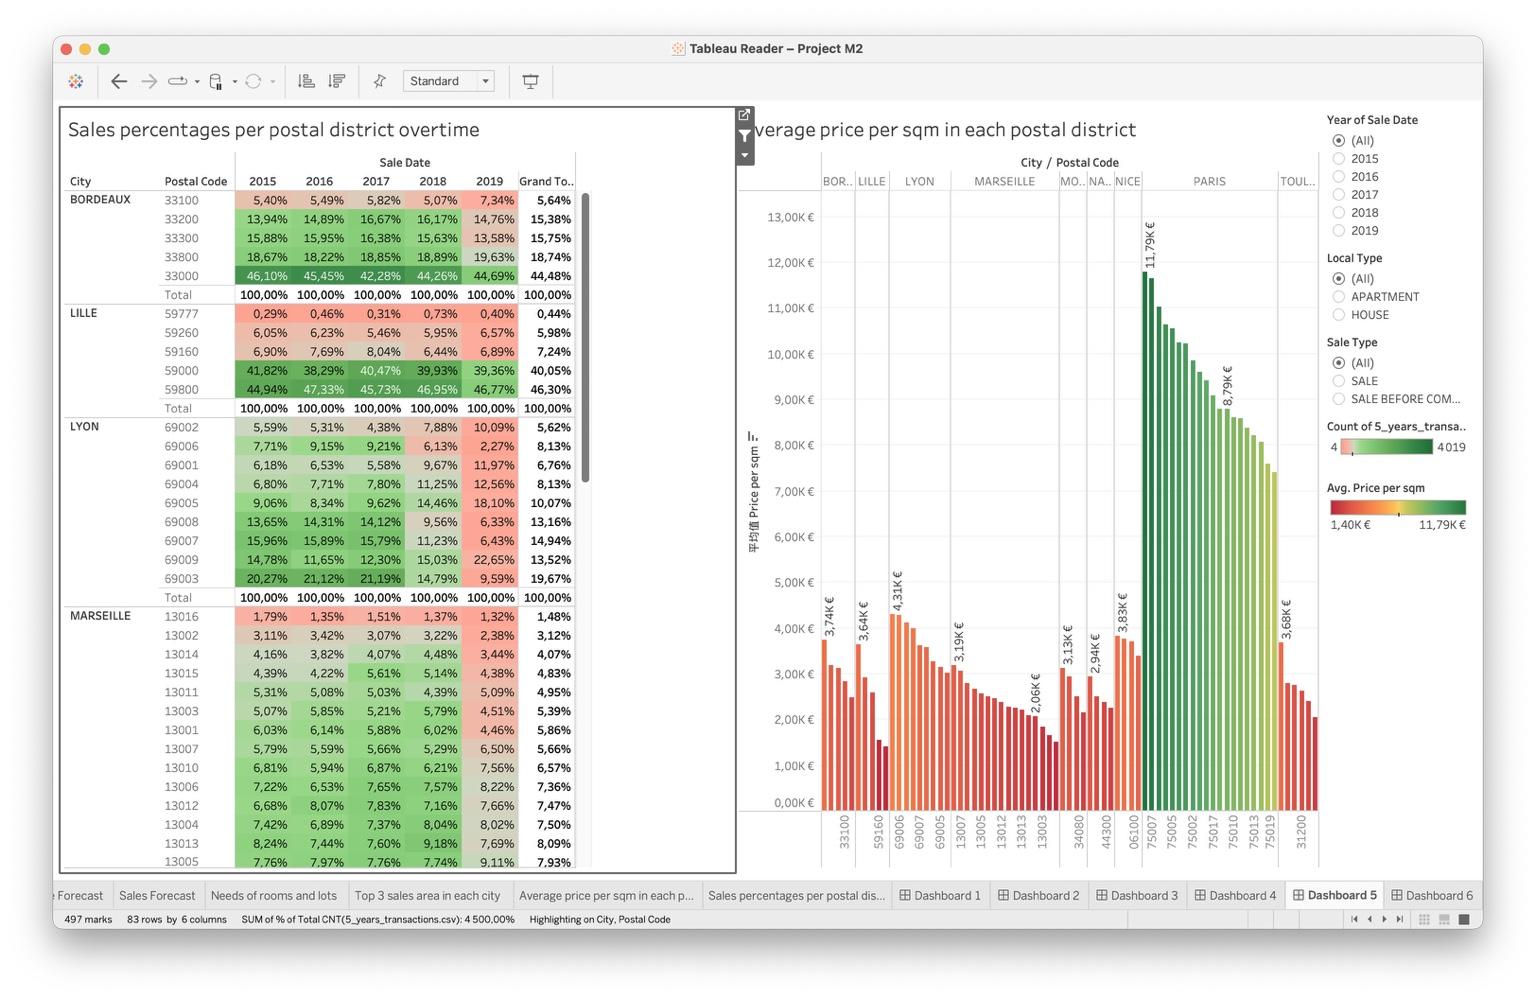 Tableau Reader – Project M2
Standard
Sales percentages per postal district overtime
Sale Date
City Postal Code 2015 2016 2017 2018 2019 Grand To..
BORDEAUX 33100 5,40% 5,49% 5,82% 5,07% 7,34% 5,64%
33200 13,94% 14,89% 16,67% 16,17% 14,76% 15,38%
33300 15,88% 15,95% 16,38% 15,63% 13,58% 15,75%
33800 18,67% 18,22% 18,85% 18,89% 19,63% 18,74%
33000 46,10% 45,45% 42,28% 44,26% 44,69% 44,48%
Total 100,00% 100,00% 100,00% 100,00% 100,00% 100,00%
LILLE 59777 0,29% 0,46% 0,31% 0,73% 0,40% 0,44%
59260 6,05% 6,23% 5,46% 5,95% 6,57% 5,98%
59160 6,90% 7,69% 8,04% 6,44% 6,89% 7,24%
59000 41,82% 38,29% 40,47% 39,93% 39,36% 40,05%
59800 44,94% 47,33% 45,73% 46,95% 46,77% 46,30%
Total 100,00% 100,00% 100,00% 100,00% 100,00% 100,00%
LYON 69002 5,59% 5,31% 4,38% 7,88% 10,09% 5,62%
69006 7,71% 9,15% 9,21% 6,13% 2,27% 8,13%
69001 6,18% 6,53% 5,58% 9,67% 11,97% 6,76%
69004 6,80% 7,71% 7,80% 11,25% 12,56% 8,13%
69005 9,06% 8,34% 9,62% 14,46% 18,10% 10,07%
69008 13,65% 14,31% 14,12% 9,56% 6,33% 13,16%
69007 15,96% 15,89% 15,79% 11,23% 6,43% 14,94%
69009 14,78% 11,65% 12,30% 15,03% 22,65% 13,52%
69003 20,27% 21,12% 21,19% 14,79% 9,59% 19,67%
Total 100,00% 100,00% 100,00% 100,00% 100,00% 100,00%
MARSEILLE 13016 1,79% 1,35% 1,51% 1,37% 1,32% 1,48%
13002 3,11% 3,42% 3,07% 3,22% 2,38% 3,12%
13014 4,16% 3,82% 4,07% 4,48% 3,44% 4,07%
13015 4,39% 4,22% 5,61% 5,14% 4,38% 4,83%
13011 5,31% 5,08% 5,03% 4,39% 5,09% 4,95%
13003 5,07% 5,85% 5,21% 5,79% 4,51% 5,39%
13001 6,03% 6,14% 5,88% 6,02% 4,46% 5,86%
13007 5,79% 5,59% 5,66% 5,29% 6,50% 5,66%
13010 6,81% 5,94% 6,87% 6,21% 7,56% 6,57%
13006 7,22% 6,53% 7,65% 7,57% 8,22% 7,36%
13012 6,68% 8,07% 7,83% 7,16% 7,66% 7,47%
13004 7,42% 6,89% 7,37% 8,04% 8,02% 7,50%
13013 8,24% 7,44% 7,60% 9,18% 7,69% 8,09%
13005 7,76% 7,97% 7,76% 7,74% 9,11% 7,93%
verage price per sqm in each postal district
City / Postal Code
BOR.. LILLE LYON MARSEILLE MO.. NA.. NICE PARIS TOUL..
平均值 Price per sqm
13,00K €
12,00K €
11,00K €
10,00K €
9,00K €
8,00K €
7,00K €
6,00K €
5,00K €
4,00K €
3,00K €
2,00K €
1,00K €
0,00K €
3,74K €
3,64K €
4,31K €
3,19K €
2,06K €
3,13K €
2,94K €
3,83K €
11,79K €
8,79K €
3,68K €
33100 59160 69006 69007 69005 13007 13005 13012 13013 13003 34080 44300 06100 75007 75005 75002 75017 75010 75013 75019 31200
Year of Sale Date
(All)
2015
2016
2017
2018
2019
Local Type
(All)
APARTMENT
HOUSE
Sale Type
(All)
SALE
SALE BEFORE COM...
Count of 5_years_transa..
4 4 019
Avg. Price per sqm
1,40K € 11,79K €
e Forecast Sales Forecast Needs of rooms and lots Top 3 sales area in each city Average price per sqm in each p... Sales percentages per postal dis... Dashboard 1 Dashboard 2 Dashboard 3 Dashboard 4 Dashboard 5 Dashboard 6
497 marks 83 rows by 6 columns SUM of % of Total CNT(5_years_transactions.csv): 4 500,00% Highlighting on City, Postal Code